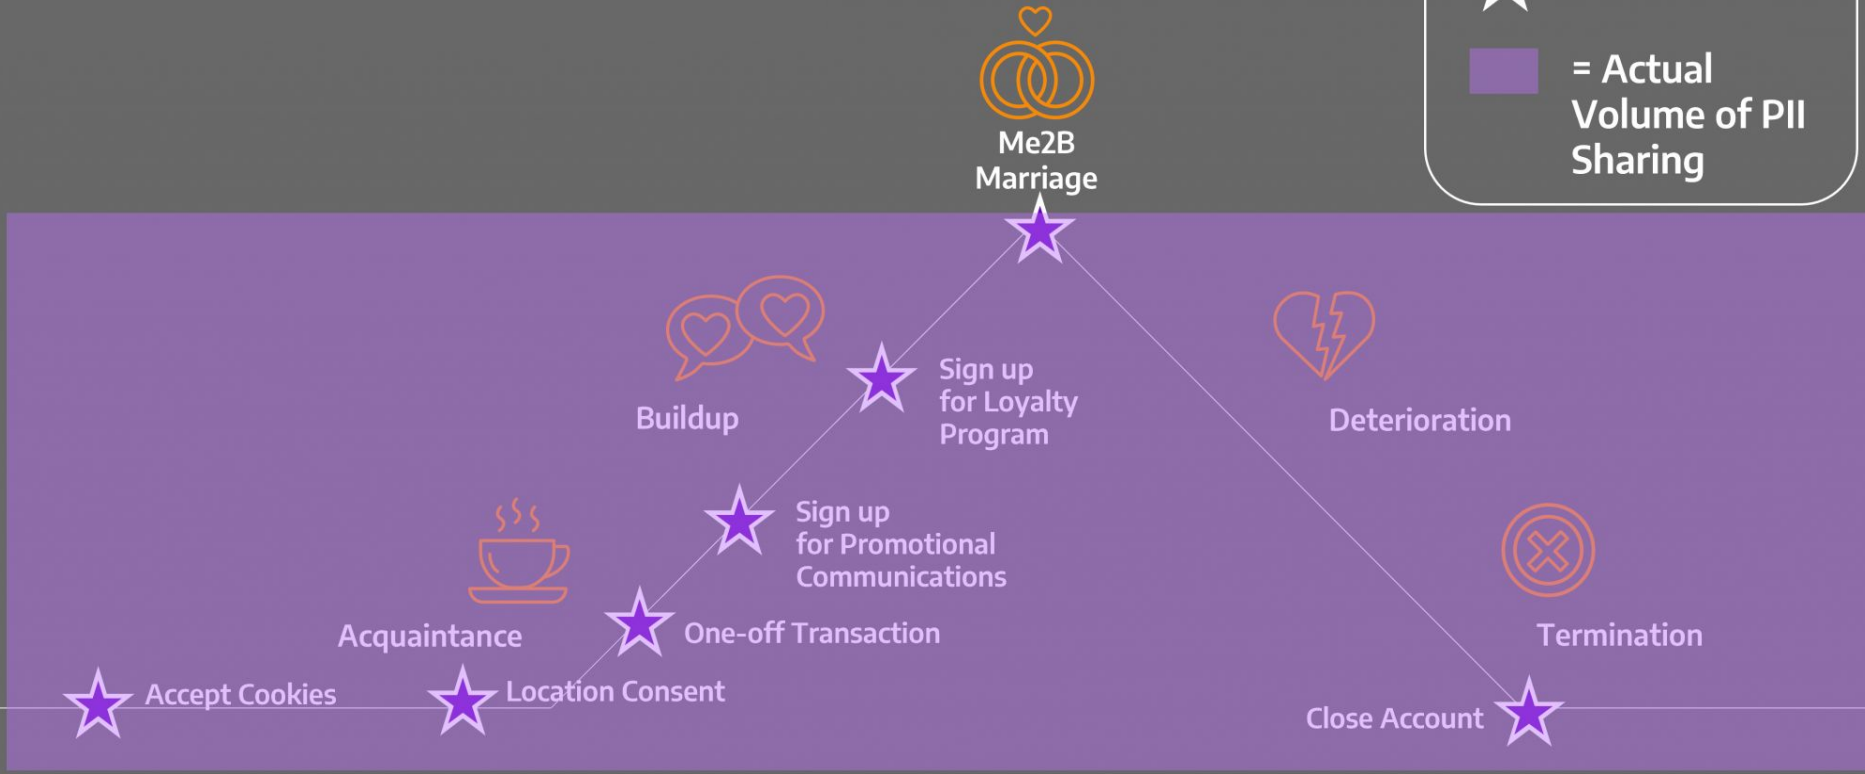 = Actual
Volume of PII
Sharing
Me2B
Marriage
Buildup
Sign up
for Loyalty
Program
Deterioration
Sign up
for Promotional
Communications
Acquaintance
One-off Transaction
Termination
Accept Cookies
Location Consent
Close Account